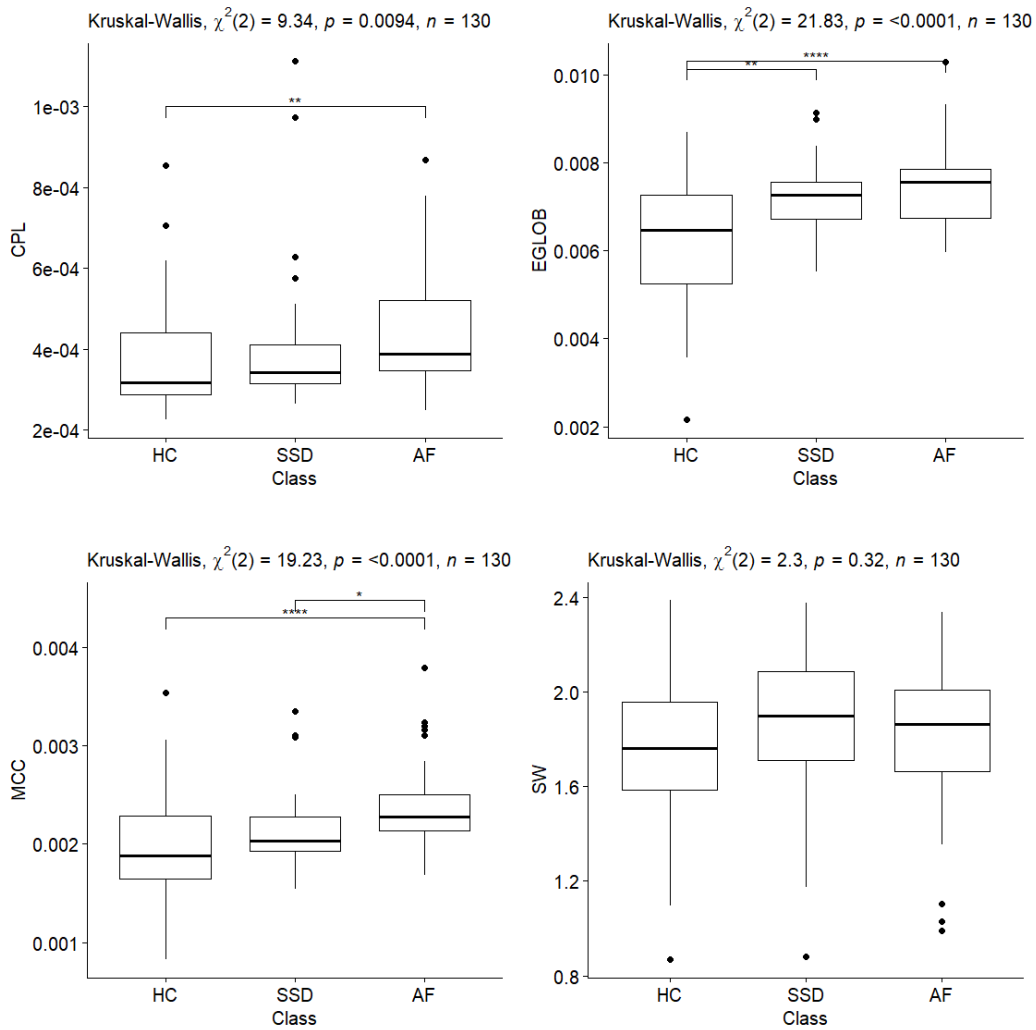 Kruskal-Wallis, χ²(2) = 9.34, p = 0.0094, n = 130
**
1e-03
8e-04
6e-04
4e-04
2e-04
CPL
HC SSD AF
Class
Kruskal-Wallis, χ²(2) = 21.83, p = <0.0001, n = 130
****
**
0.010
0.008
0.006
0.004
0.002
EGLOB
HC SSD AF
Class
Kruskal-Wallis, χ²(2) = 19.23, p = <0.0001, n = 130
*
****
0.004
0.003
0.002
0.001
MCC
HC SSD AF
Class
Kruskal-Wallis, χ²(2) = 2.3, p = 0.32, n = 130
2.4
2.0
1.6
1.2
0.8
SW
HC SSD AF
Class